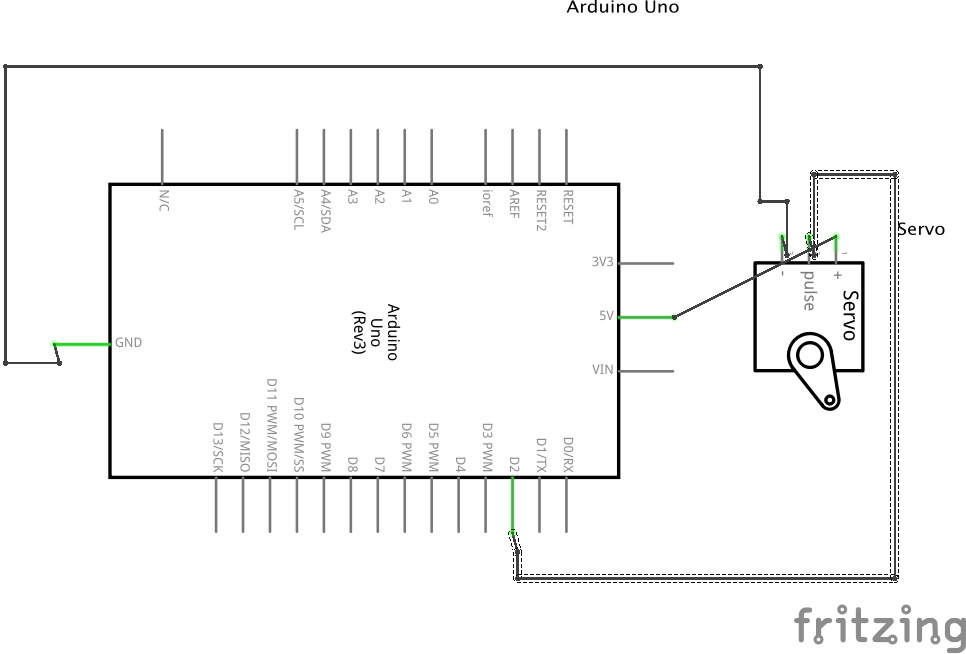 Arduino Uno
N/C
A5/SCL
A4/SDA
A3
A2
A1
A0
ioref
AREF
RESET2
RESET
Servo
3V3
5V
VIN
GND
Arduino
Uno
(Rev3)
-
pulse
+
1
Servo
D13/SCK
D12/MISO
D11 PWM/MOSI
D10 PWM/SS
D9 PWM
D8
D7
D6 PWM
D5 PWM
D4
D3 PWM
D2
D1/TX
D0/RX
fritzing